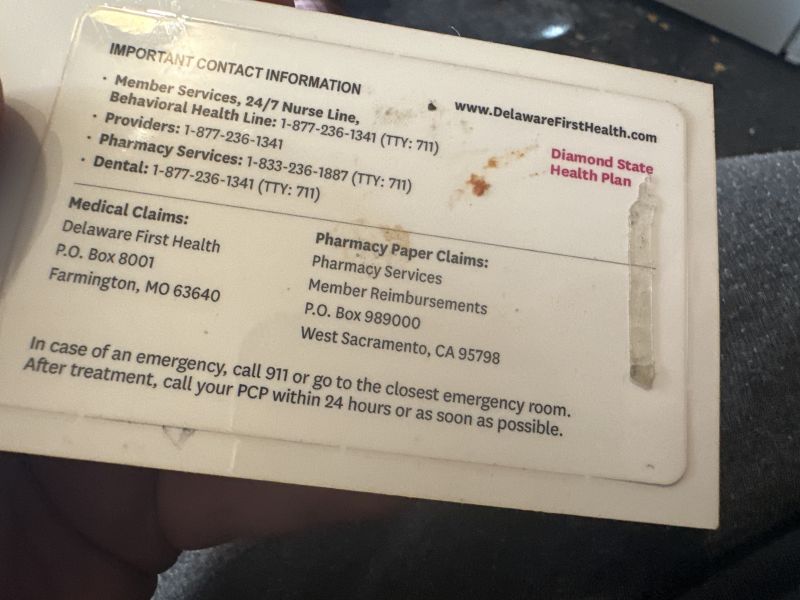 IMPORTANT CONTACT INFORMATION
· Member Services, 24/7 Nurse Line,
Behavioral Health Line: 1-877-236-1341 (TTY: 711)
· Providers: 1-877-236-1341
· Pharmacy Services: 1-833-236-1887 (TTY: 711)
· Dental: 1-877-236-1341 (TTY: 711)
www.DelawareFirstHealth.com
Diamond State
Health Plan
Medical Claims:
Delaware First Health
P.O. Box 8001
Farmington, MO 63640
Pharmacy Paper Claims:
Pharmacy Services
Member Reimbursements
P.O. Box 989000
West Sacramento, CA 95798
In case of an emergency, call 911 or go to the closest emergency room.
After treatment, call your PCP within 24 hours or as soon as possible.